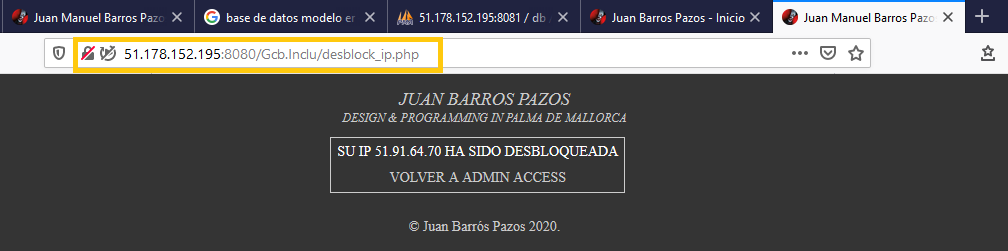 Juan Manuel Barros Pazos
base de datos modelo er
51.178.152.195:8081 / db /
Juan Barros Pazos - Inicio
Juan Manuel Barros Pazos
51.178.152.195:8080/Gcb.Inclu/desblock_ip.php
JUAN BARROS PAZOS
DESIGN & PROGRAMMING IN PALMA DE MALLORCA
SU IP 51.91.64.70 HA SIDO DESBLOQUEADA
VOLVER A ADMIN ACCESS
© Juan Barrós Pazos 2020.